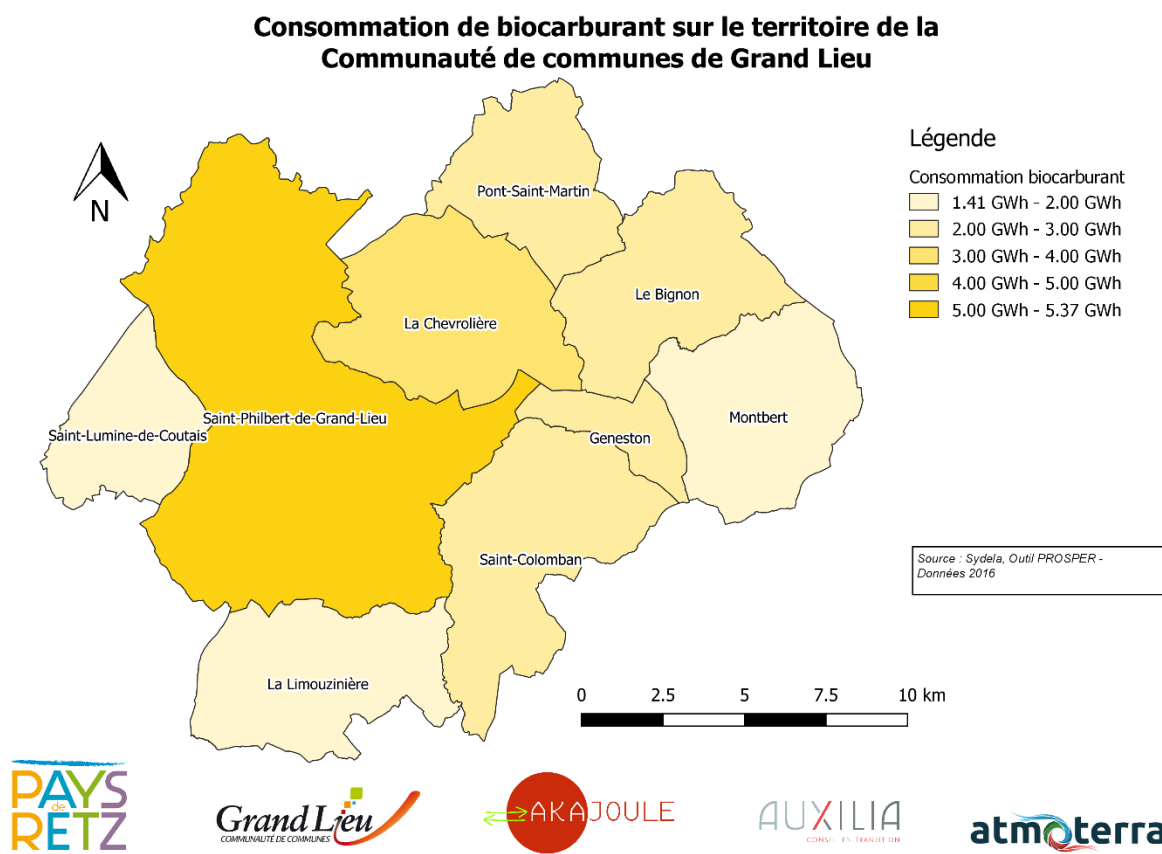 Consommation de biocarburant sur le territoire de la
Communauté de communes de Grand Lieu
N
Pont-Saint-Martin
Le Bignon
La Chevrolière
Montbert
Saint-Philbert-de-Grand-Lieu
Saint-Lumine-de-Coutais
Geneston
Saint-Colomban
La Limouzinière
Légende
Consommation biocarburant
1.41 GWh - 2.00 GWh
2.00 GWh - 3.00 GWh
3.00 GWh - 4.00 GWh
4.00 GWh - 5.00 GWh
5.00 GWh - 5.37 GWh
Source : Sydela, Outil PROSPER -
Données 2016
0 2.5 5 7.5 10 km
PAYS
de
RETZ
Grand Lieu
COMMUNAUTÉ DE COMMUNES
AKAJOULE
AUXILIA
CONSEIL EN TRANSITION
atmoterra